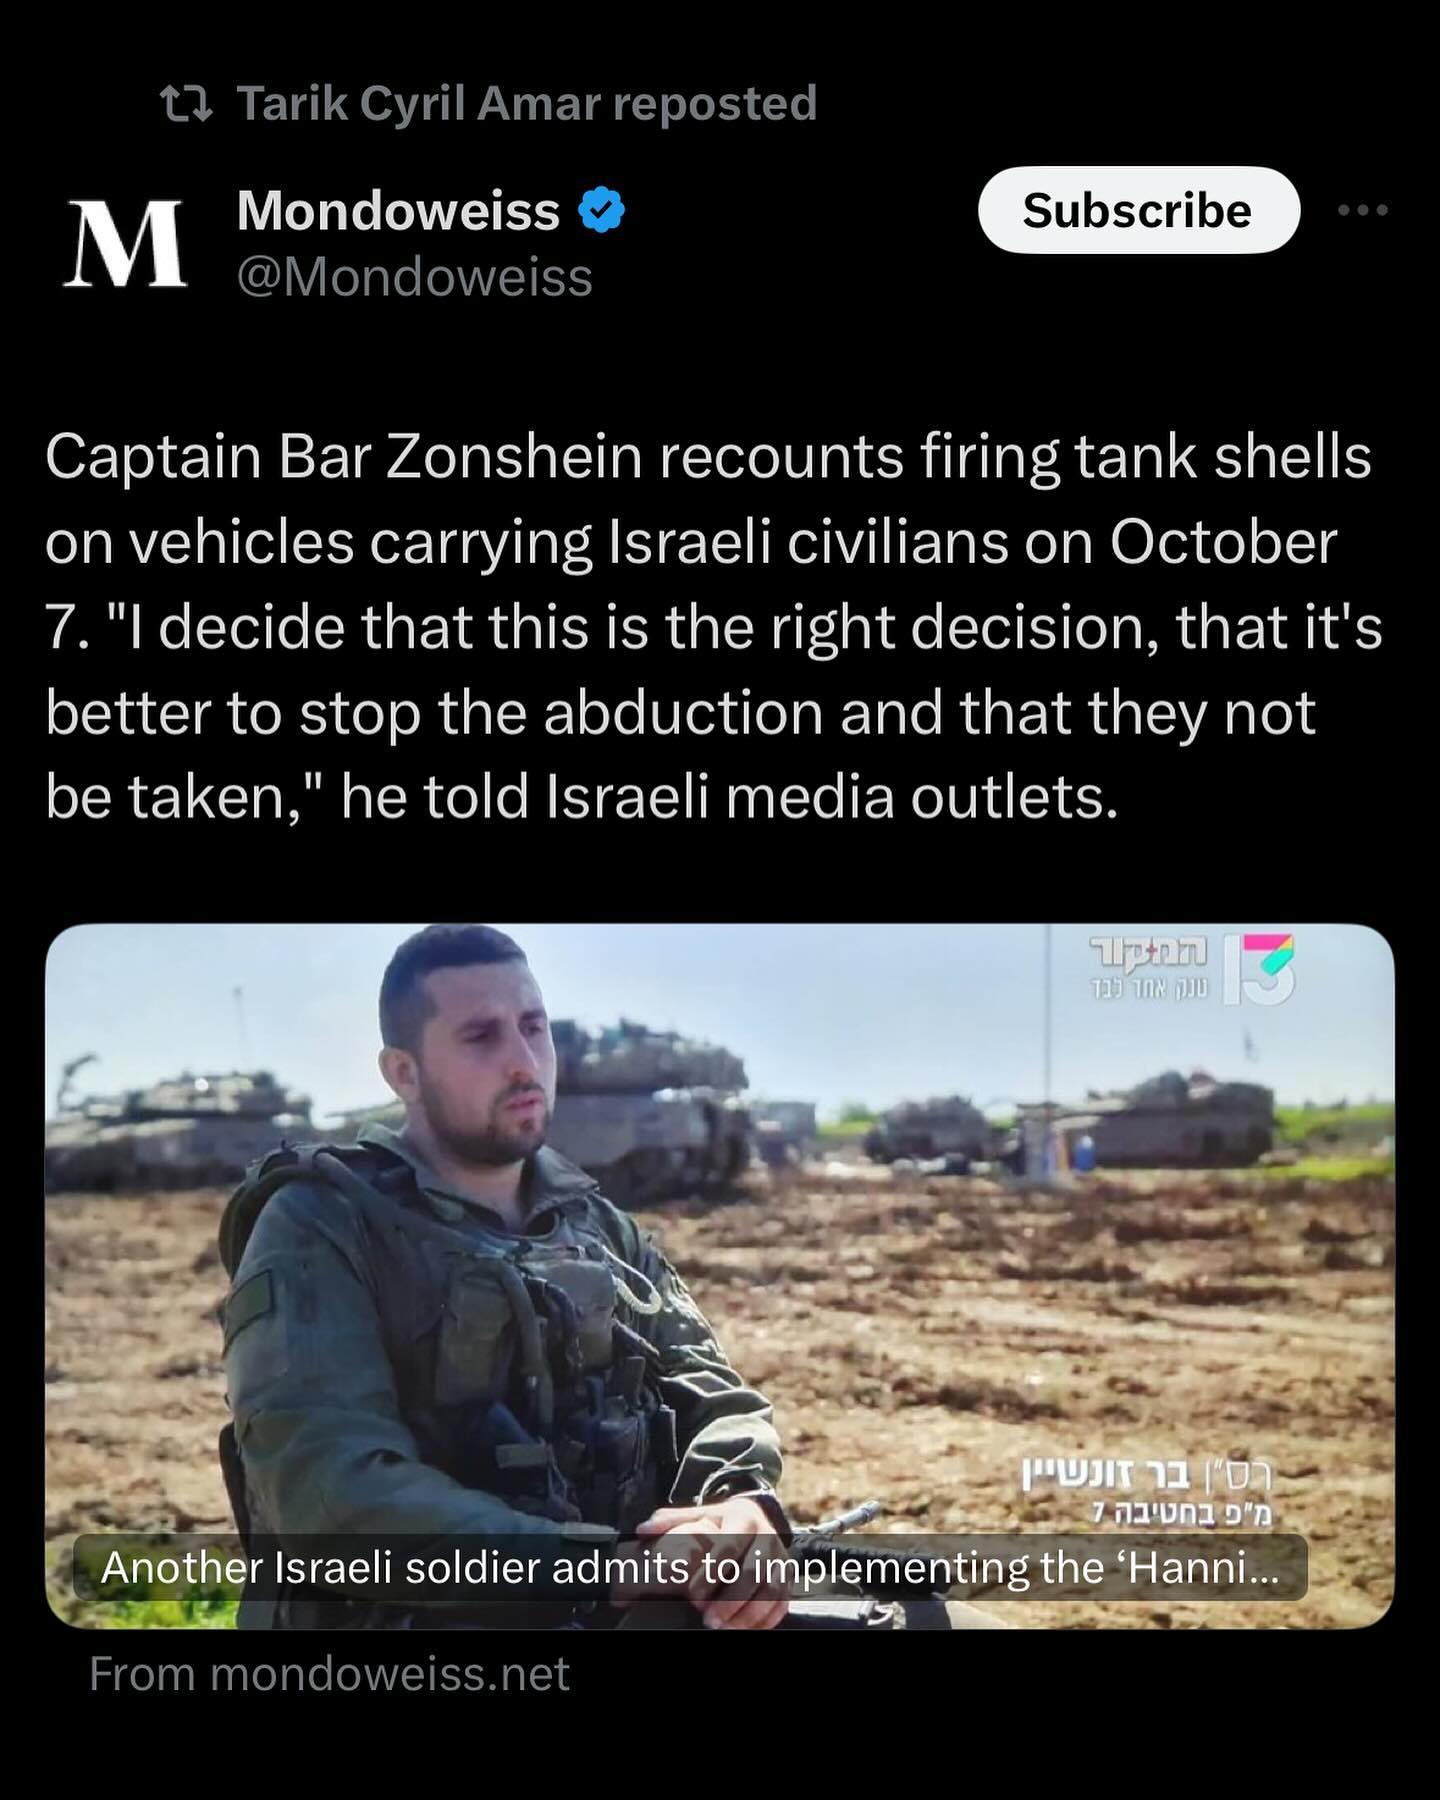 Tarik Cyril Amar reposted
M
Mondoweiss
Subscribe
@Mondoweiss
Captain Bar Zonshein recounts firing tank shells
on vehicles carrying Israeli civilians on October
7. "I decide that this is the right decision, that it's
better to stop the abduction and that they not
be taken," he told Israeli media outlets.
המקור
טנק אחד לבד
13
רס"ן בר זונשיין
מ"פ בחטיבה 7
Another Israeli soldier admits to implementing the ‘Hanni...
From mondoweiss.net